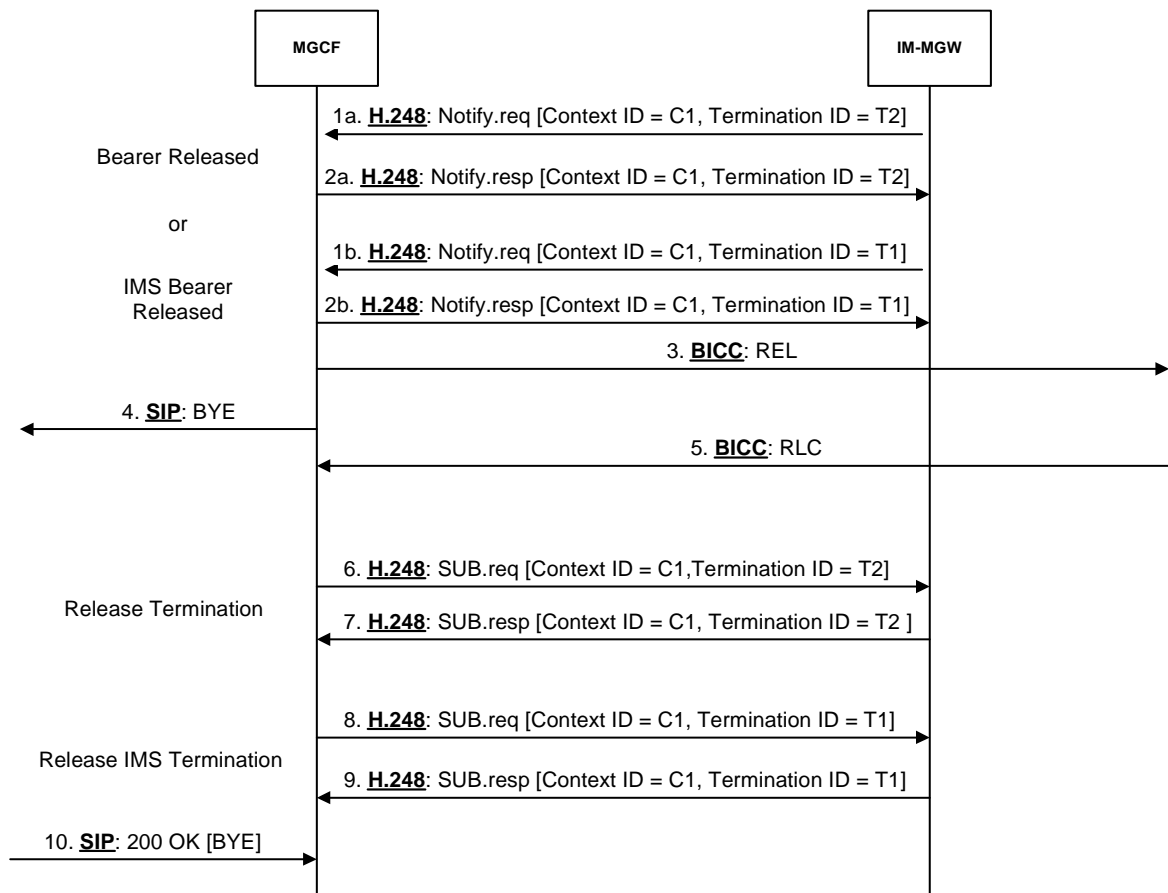 MGCF
IM-MGW
1a. H.248: Notify.req [Context ID = C1, Termination ID = T2]
Bearer Released
2a. H.248: Notify.resp [Context ID = C1, Termination ID = T2]
or
1b. H.248: Notify.req [Context ID = C1, Termination ID = T1]
IMS Bearer
Released
2b. H.248: Notify.resp [Context ID = C1, Termination ID = T1]
3. BICC: REL
4. SIP: BYE
5. BICC: RLC
6. H.248: SUB.req [Context ID = C1,Termination ID = T2]
Release Termination
7. H.248: SUB.resp [Context ID = C1, Termination ID = T2 ]
8. H.248: SUB.req [Context ID = C1, Termination ID = T1]
Release IMS Termination
9. H.248: SUB.resp [Context ID = C1, Termination ID = T1]
10. SIP: 200 OK [BYE]